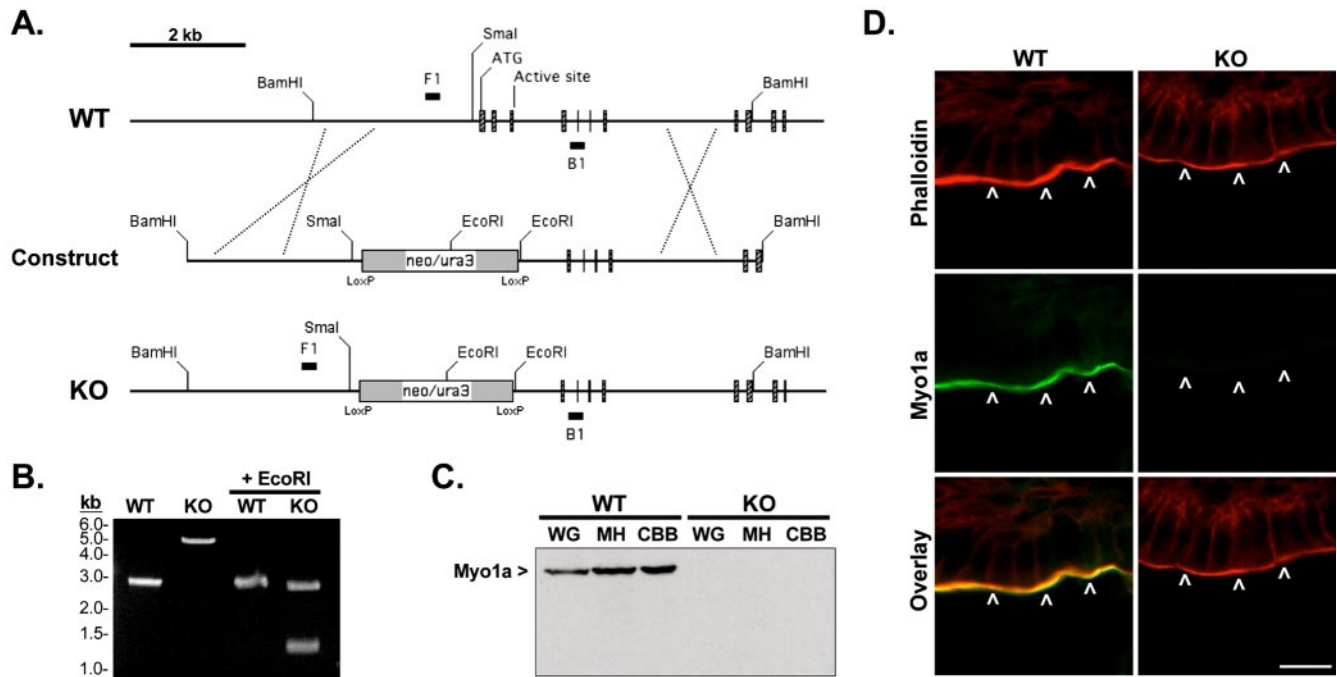 A.
2 kb
WT
BamHI
F1
SmaI
ATG
Active site
B1
BamHI
Construct
BamHI
SmaI
EcoRI
EcoRI
BamHI
neo/ura3
LoxP
LoxP
KO
BamHI
F1
SmaI
EcoRI
EcoRI
BamHI
neo/ura3
LoxP
LoxP
B1
B.
+ EcoRI
kb
WT
KO
WT
KO
6.0-
5.0-
4.0-
3.0-
2.0-
1.5-
1.0-
C.
WT
KO
WG
MH
CBB
WG
MH
CBB
Myo1a >
D.
WT
KO
Phalloidin
Myo1a
Overlay